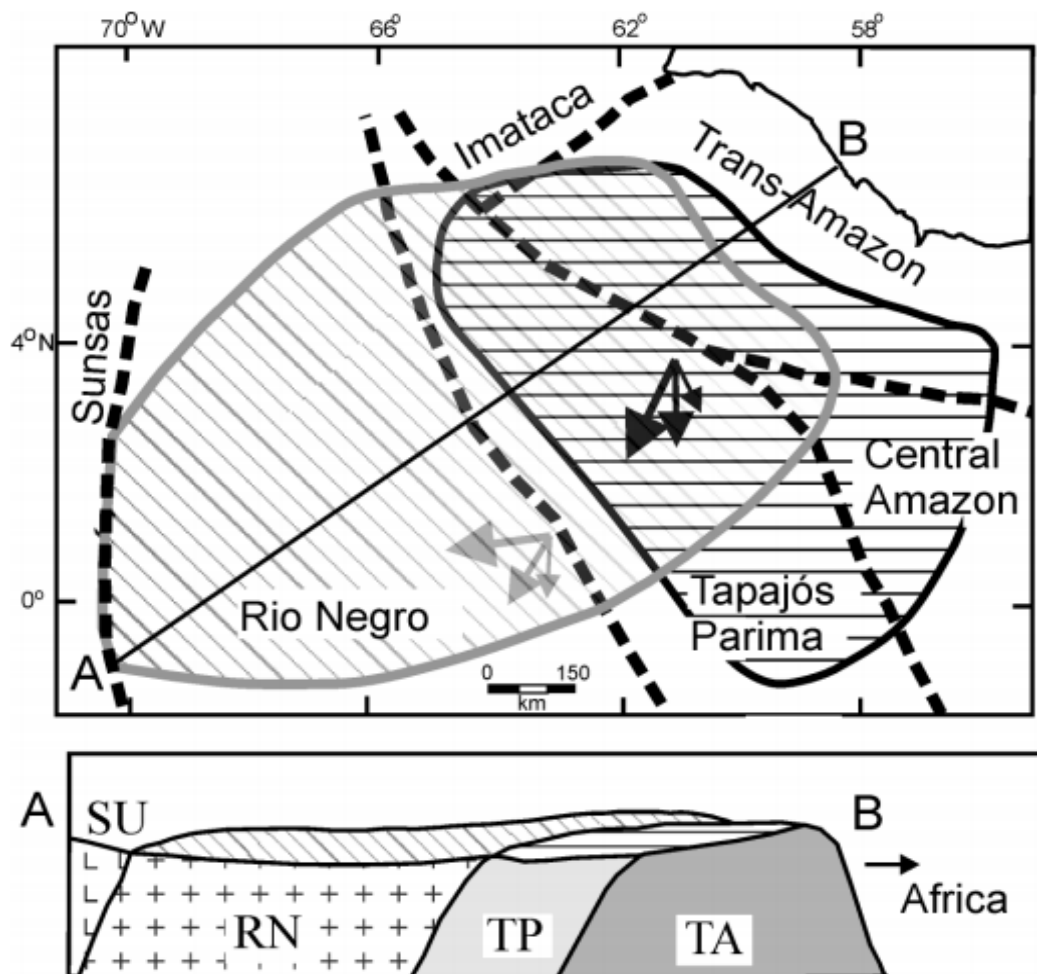 70°W 66° 62° 58°
Imataca
B
Trans-Amazon
4°N
Sunsas
Central
Amazon
Rio Negro
Tapajós
Parima
0°
A
0 150
km
A
SU
B
Africa
RN
TP
TA